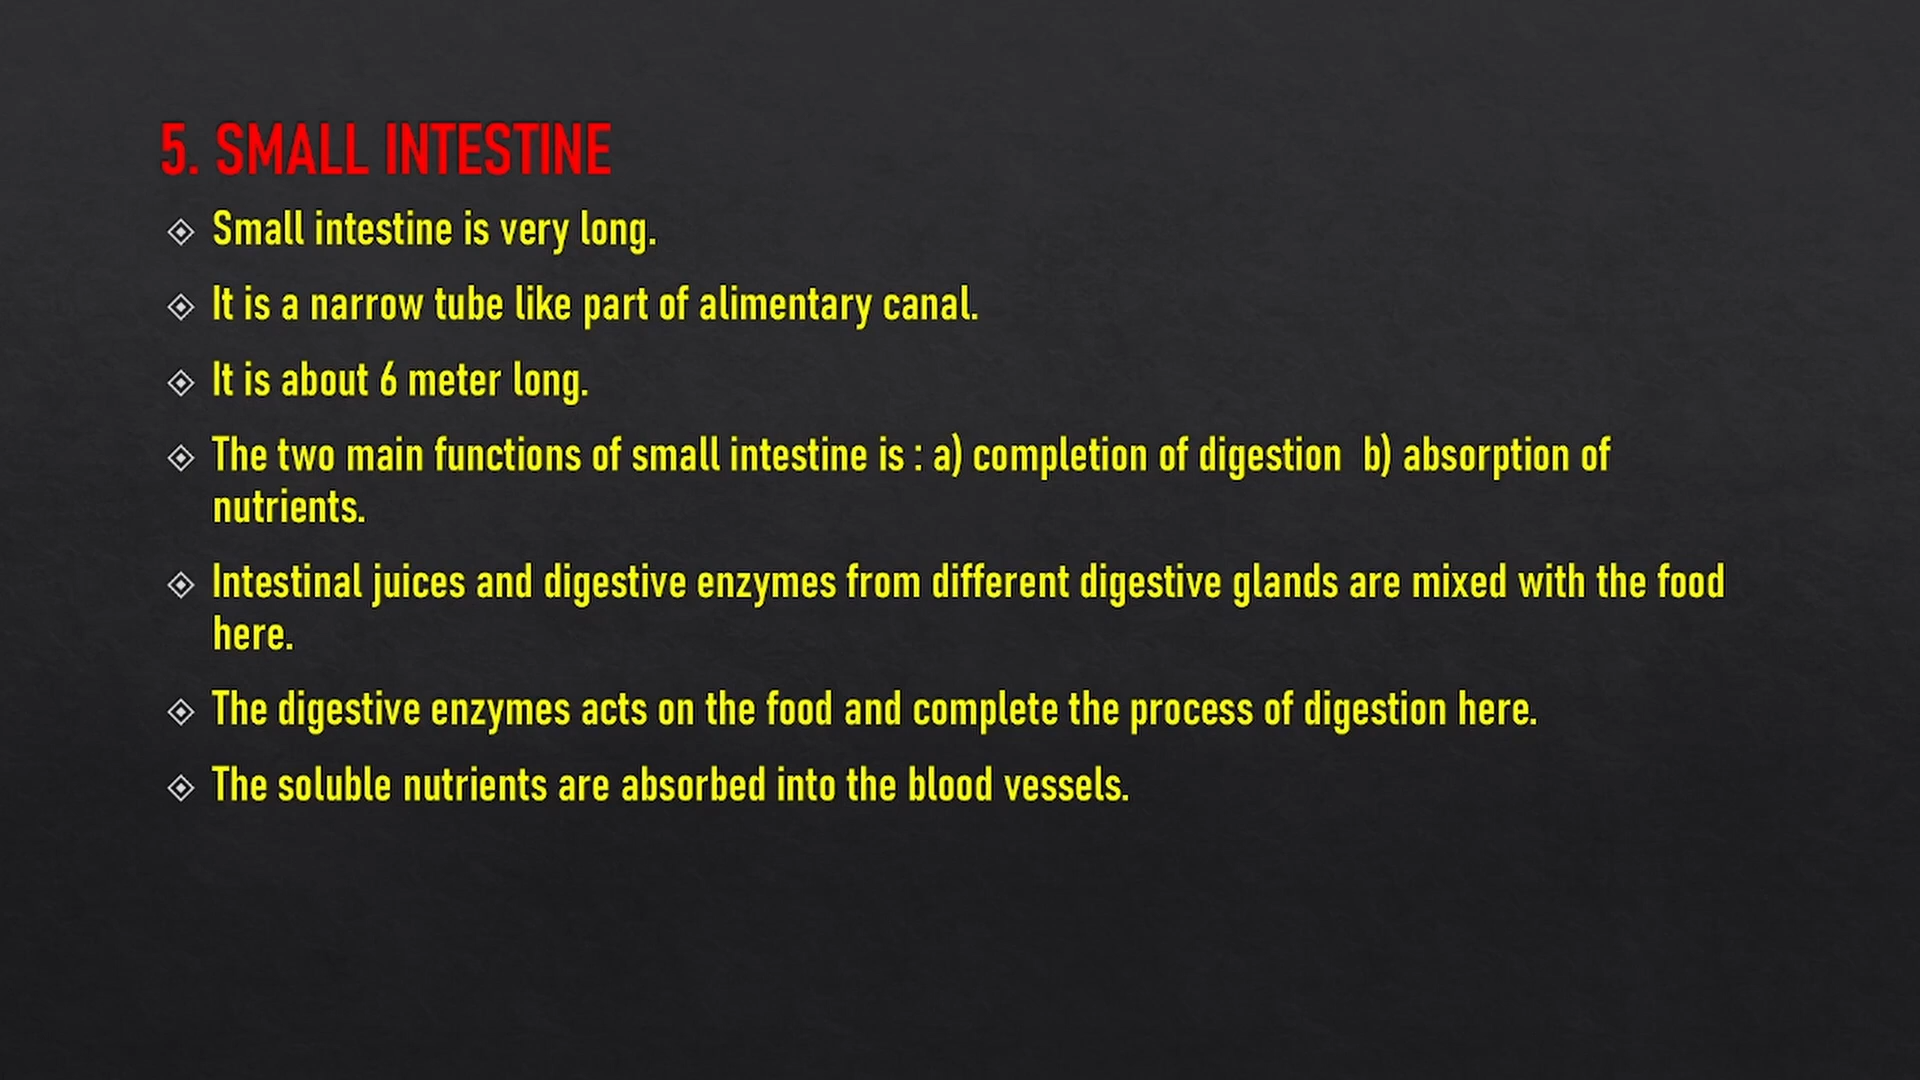 5. SMALL INTESTINE
Small intestine is very long.
It is a narrow tube like part of alimentary canal.
It is about 6 meter long.
The two main functions of small intestine is : a) completion of digestion  b) absorption of
nutrients.
Intestinal juices and digestive enzymes from different digestive glands are mixed with the food
here.
The digestive enzymes acts on the food and complete the process of digestion here.
The soluble nutrients are absorbed into the blood vessels.